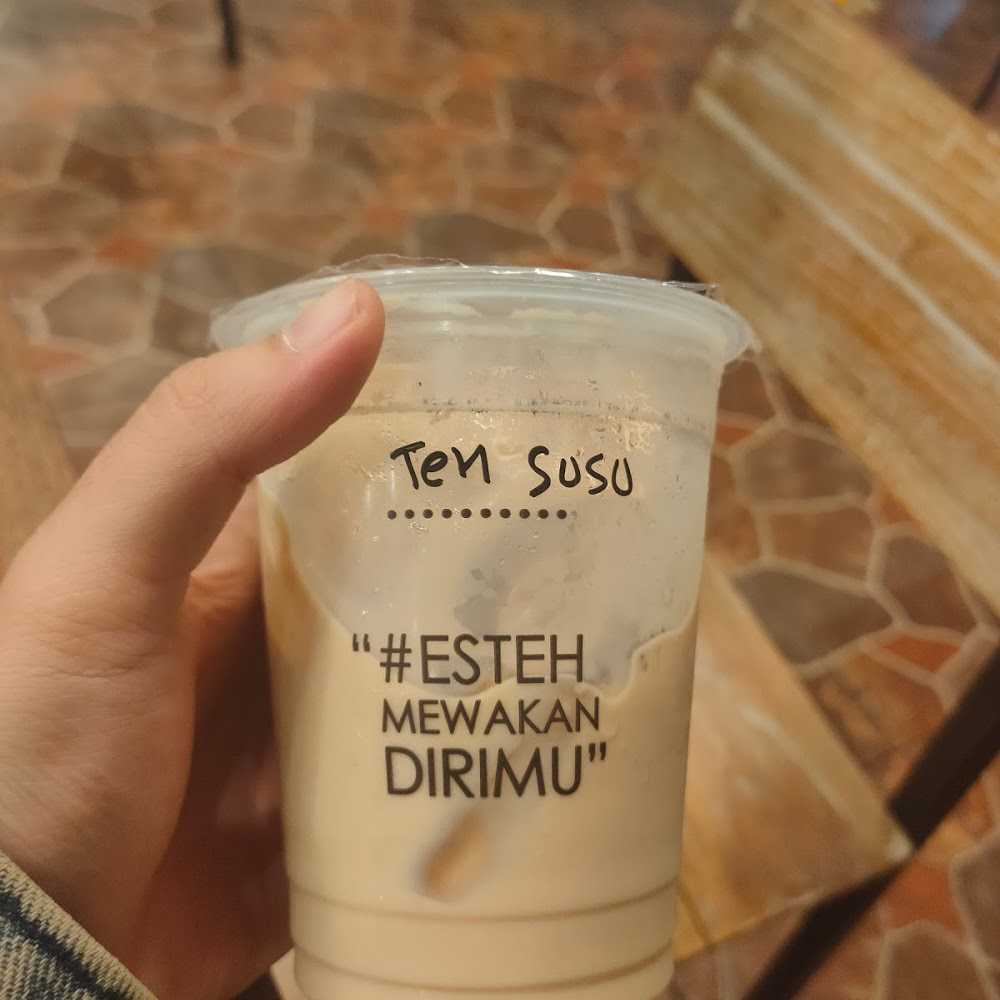 Teh susu
“#ESTEH
MEWAKAN
DIRIMU”